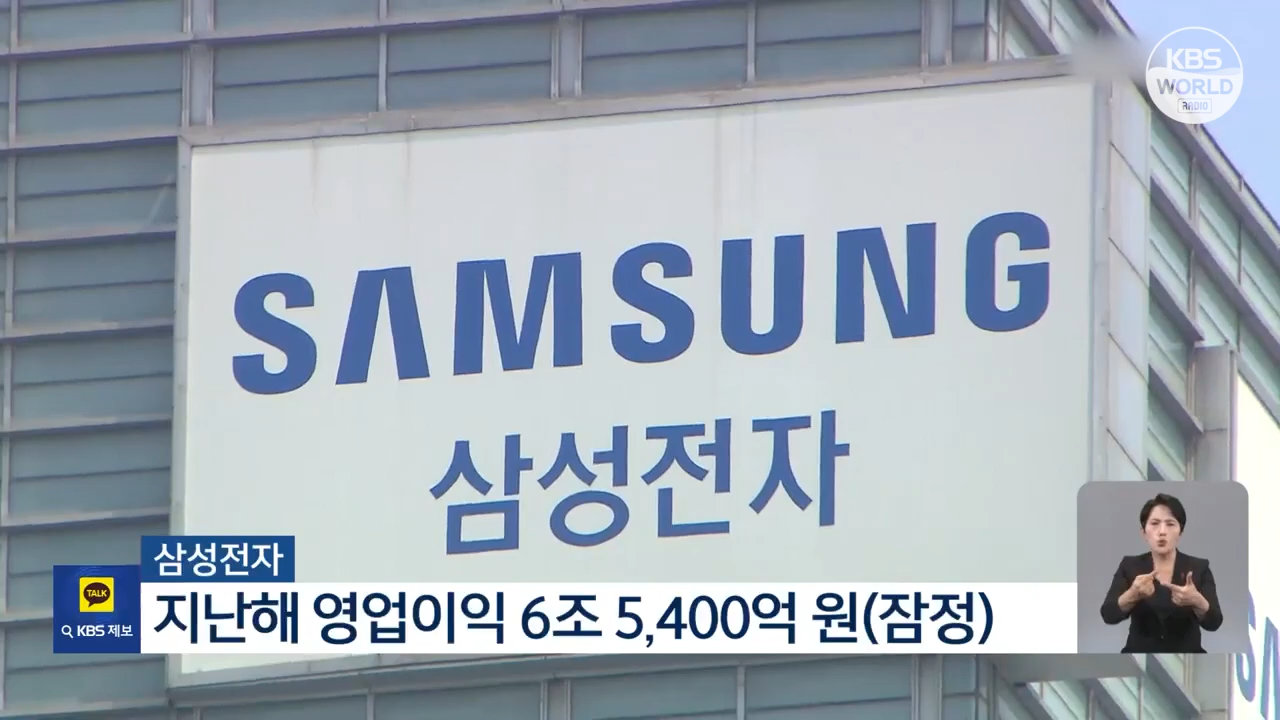 KBS
WORLD
RADIO
SAMSUNG
삼성전자
삼성전자
TALK
KBS 제보
지난해 영업이익 6조 5,400억 원(잠정)
SA